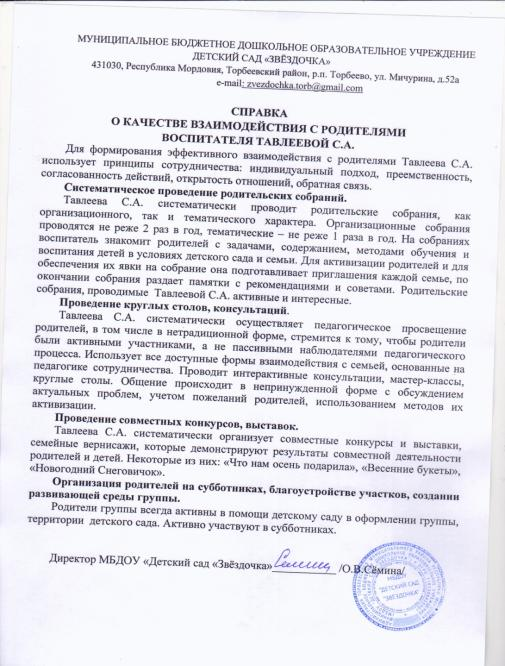 МУНИЦИПАЛЬНОЕ БЮДЖЕТНОЕ ДОШКОЛЬНОЕ ОБРАЗОВАТЕЛЬНОЕ УЧРЕЖДЕНИЕ
ДЕТСКИЙ САД «ЗВЁЗДОЧКА»
431030, Республика Мордовия, Торбеевский район, р.п. Торбеево, ул. Мичурина, д.52а
e-mail: zvezdochka.torb@gmail.com
СПРАВКА
О КАЧЕСТВЕ ВЗАИМОДЕЙСТВИЯ С РОДИТЕЛЯМИ
ВОСПИТАТЕЛЯ ТАВЛЕЕВОЙ С.А.
Для формирования эффективного взаимодействия с родителями Тавлеева С.А.
использует принципы сотрудничества: индивидуальный подход, преемственность,
согласованность действий, открытость отношений, обратная связь.
Систематическое проведение родительских собраний.
Тавлеева С.А. систематически проводит родительские собрания, как
организационного, так и тематического характера. Организационные собрания
проводятся не реже 2 раз в год, тематические – не реже 1 раза в год. На собраниях
воспитатель знакомит родителей с задачами, содержанием, методами обучения и
воспитания детей в условиях детского сада и семьи. Для активизации родителей и для
обеспечения их явки на собрание она подготавливает приглашения каждой семье, по
окончании собрания раздает памятки с рекомендациями и советами. Родительские
собрания, проводимые Тавлеевой С.А. активные и интересные.
Проведение круглых столов, консультаций.
Тавлеева С.А. систематически осуществляет педагогическое просвещение
родителей, в том числе в нетрадиционной форме, стремится к тому, чтобы родители
были активными участниками, а не пассивными наблюдателями педагогического
процесса. Использует все доступные формы взаимодействия с семьей, основанные на
педагогике сотрудничества. Проводит интерактивные консультации, мастер-классы,
круглые столы. Общение происходит в непринужденной форме с обсуждением
актуальных проблем, учетом пожеланий родителей, использованием методов их
активизации.
Проведение совместных конкурсов, выставок.
Тавлеева С.А. систематически организует совместные конкурсы и выставки,
семейные вернисажи, которые демонстрируют результаты совместной деятельности
родителей и детей. Некоторые из них: «Что нам осень подарила», «Весенние букеты»,
«Новогодний Снеговичок».
Организация родителей на субботниках, благоустройстве участков, создании
развивающей среды группы.
Родители группы всегда активны в помощи детскому саду в оформлении группы,
территории детского сада. Активно участвуют в субботниках.
Директор МБДОУ «Детский сад «Звёздочка» /О.В.Сёмина/
МБДОУ
"ДЕТСКИЙ САД
"ЗВЕЗДОЧКА"